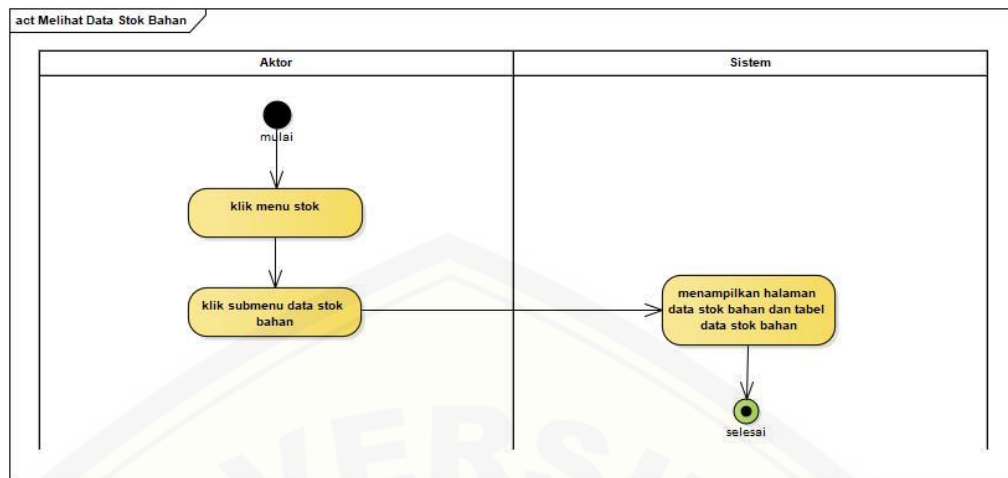 act Melihat Data Stok Bahan
Aktor
Sistem
mulai
klik menu stok
klik submenu data stok
bahan
menampilkan halaman
data stok bahan dan tabel
data stok bahan
selesai